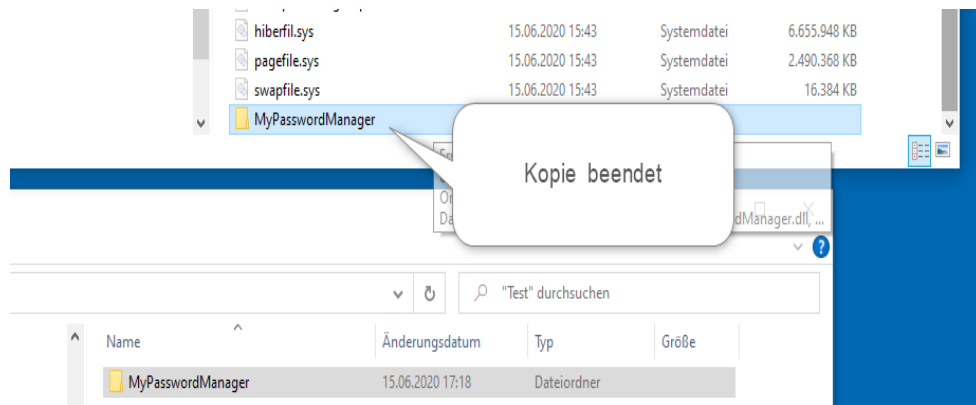 hiberfil.sys 15.06.2020 15:43 Systemdatei 6.655.948 KB
pagefile.sys 15.06.2020 15:43 Systemdatei 2.490.368 KB
swapfile.sys 15.06.2020 15:43 Systemdatei 16.384 KB
MyPasswordManager
Kopie beendet
dManager.dll, ...
"Test" durchsuchen
Name Änderungsdatum Typ Größe
MyPasswordManager 15.06.2020 17:18 Dateiordner